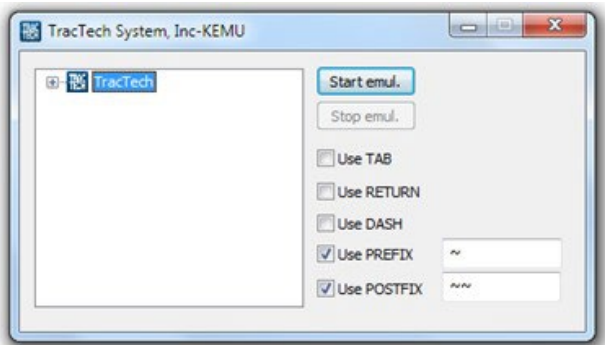 TracTech System, Inc-KEMU
TracTech
Start emul.
Stop emul.
Use TAB
Use RETURN
Use DASH
Use PREFIX ~
Use POSTFIX ~~